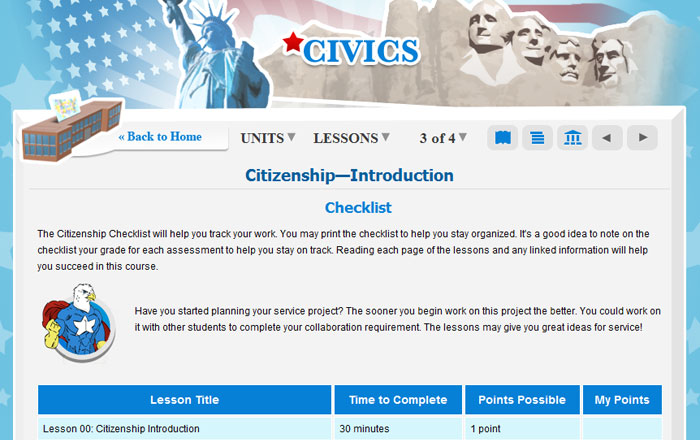 CIVICS
« Back to Home
UNITS
LESSONS
3 of 4
Citizenship—Introduction
Checklist
The Citizenship Checklist will help you track your work. You may print the checklist to help you stay organized. It's a good idea to note on the
checklist your grade for each assessment to help you stay on track. Reading each page of the lessons and any linked information will help
you succeed in this course.
Have you started planning your service project? The sooner you begin work on this project the better. You could work on
it with other students to complete your collaboration requirement. The lessons may give you great ideas for service!
Lesson Title Time to Complete Points Possible My Points
Lesson 00: Citizenship Introduction 30 minutes 1 point